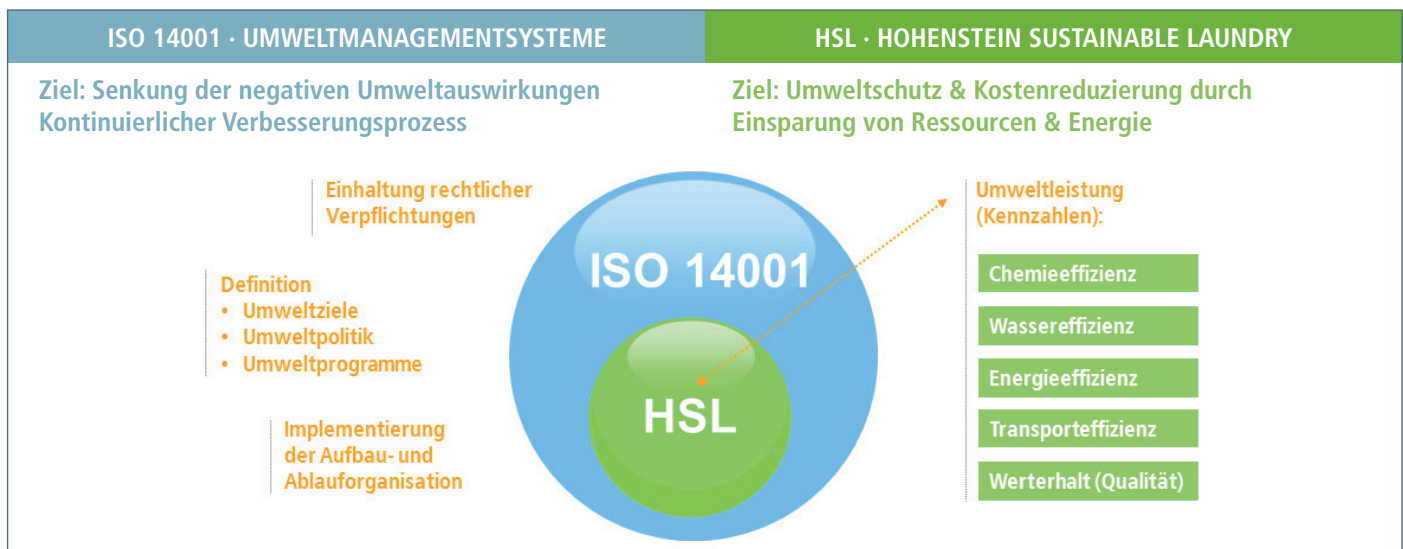 ISO 14001 · UMWELTMANAGEMENTSYSTEME
HSL · HOHENSTEIN SUSTAINABLE LAUNDRY
Ziel: Senkung der negativen Umweltauswirkungen
Kontinuierlicher Verbesserungsprozess
Ziel: Umweltschutz & Kostenreduzierung durch
Einsparung von Ressourcen & Energie
Einhaltung rechtlicher
Verpflichtungen
Definition
• Umweltziele
• Umweltpolitik
• Umweltprogramme
Implementierung
der Aufbau- und
Ablauforganisation
ISO 14001
HSL
Umweltleistung
(Kennzahlen):
Chemieeffizienz
Wassereffizienz
Energieeffizienz
Transporteffizienz
Werterhalt (Qualität)